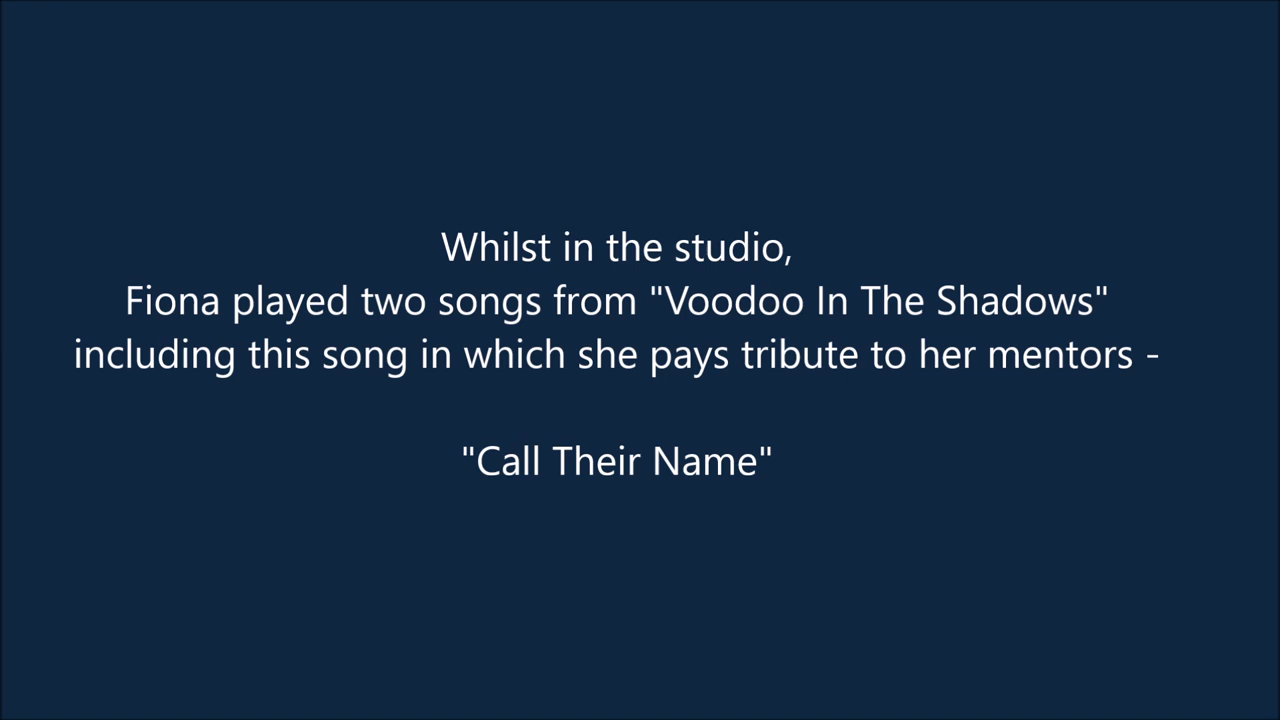 Whilst in the studio,
Fiona played two songs from "Voodoo In The Shadows"
including this song in which she pays tribute to her mentors -
"Call Their Name"